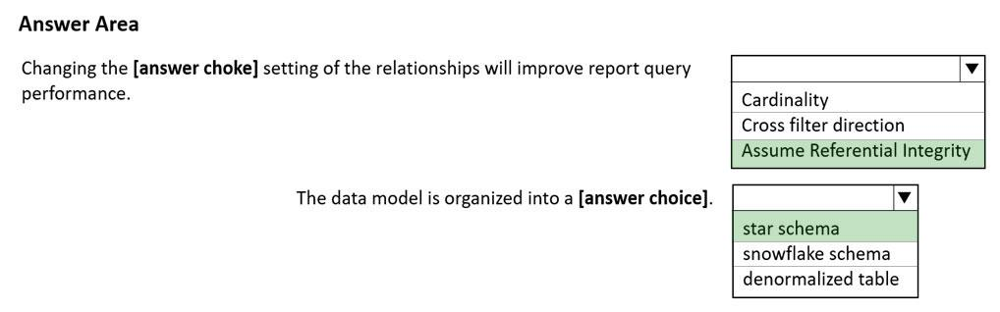 Answer Area
Changing the [answer choke] setting of the relationships will improve report query
performance.
Cardinality
Cross filter direction
Assume Referential Integrity
The data model is organized into a [answer choice].
star schema
snowflake schema
denormalized table